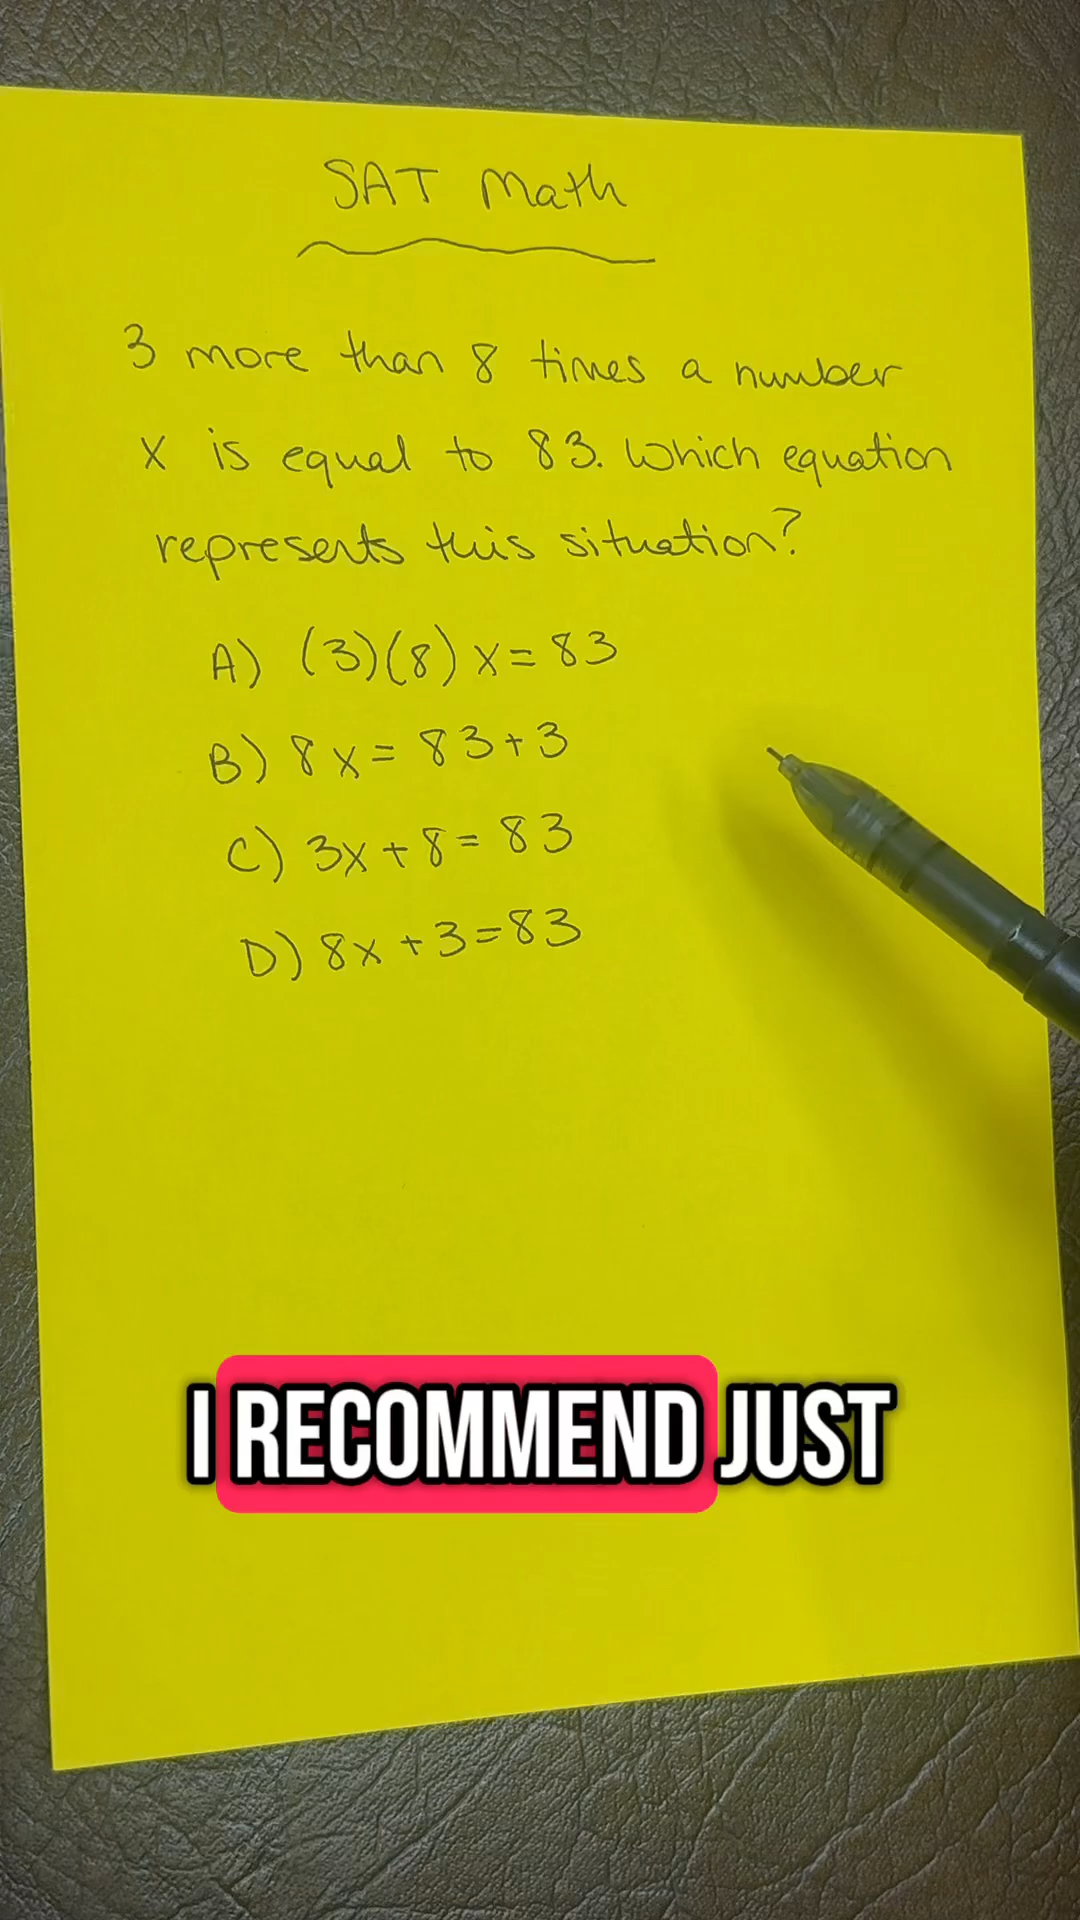 SAT Math
3 more than 8 times a number
x is equal to 83. Which equation
represents this situation?
A) (3)(8)x=83
B) 8x= 83+3
C) 3x+8= 83
D) 8x+3=83
I RECOMMEND JUST